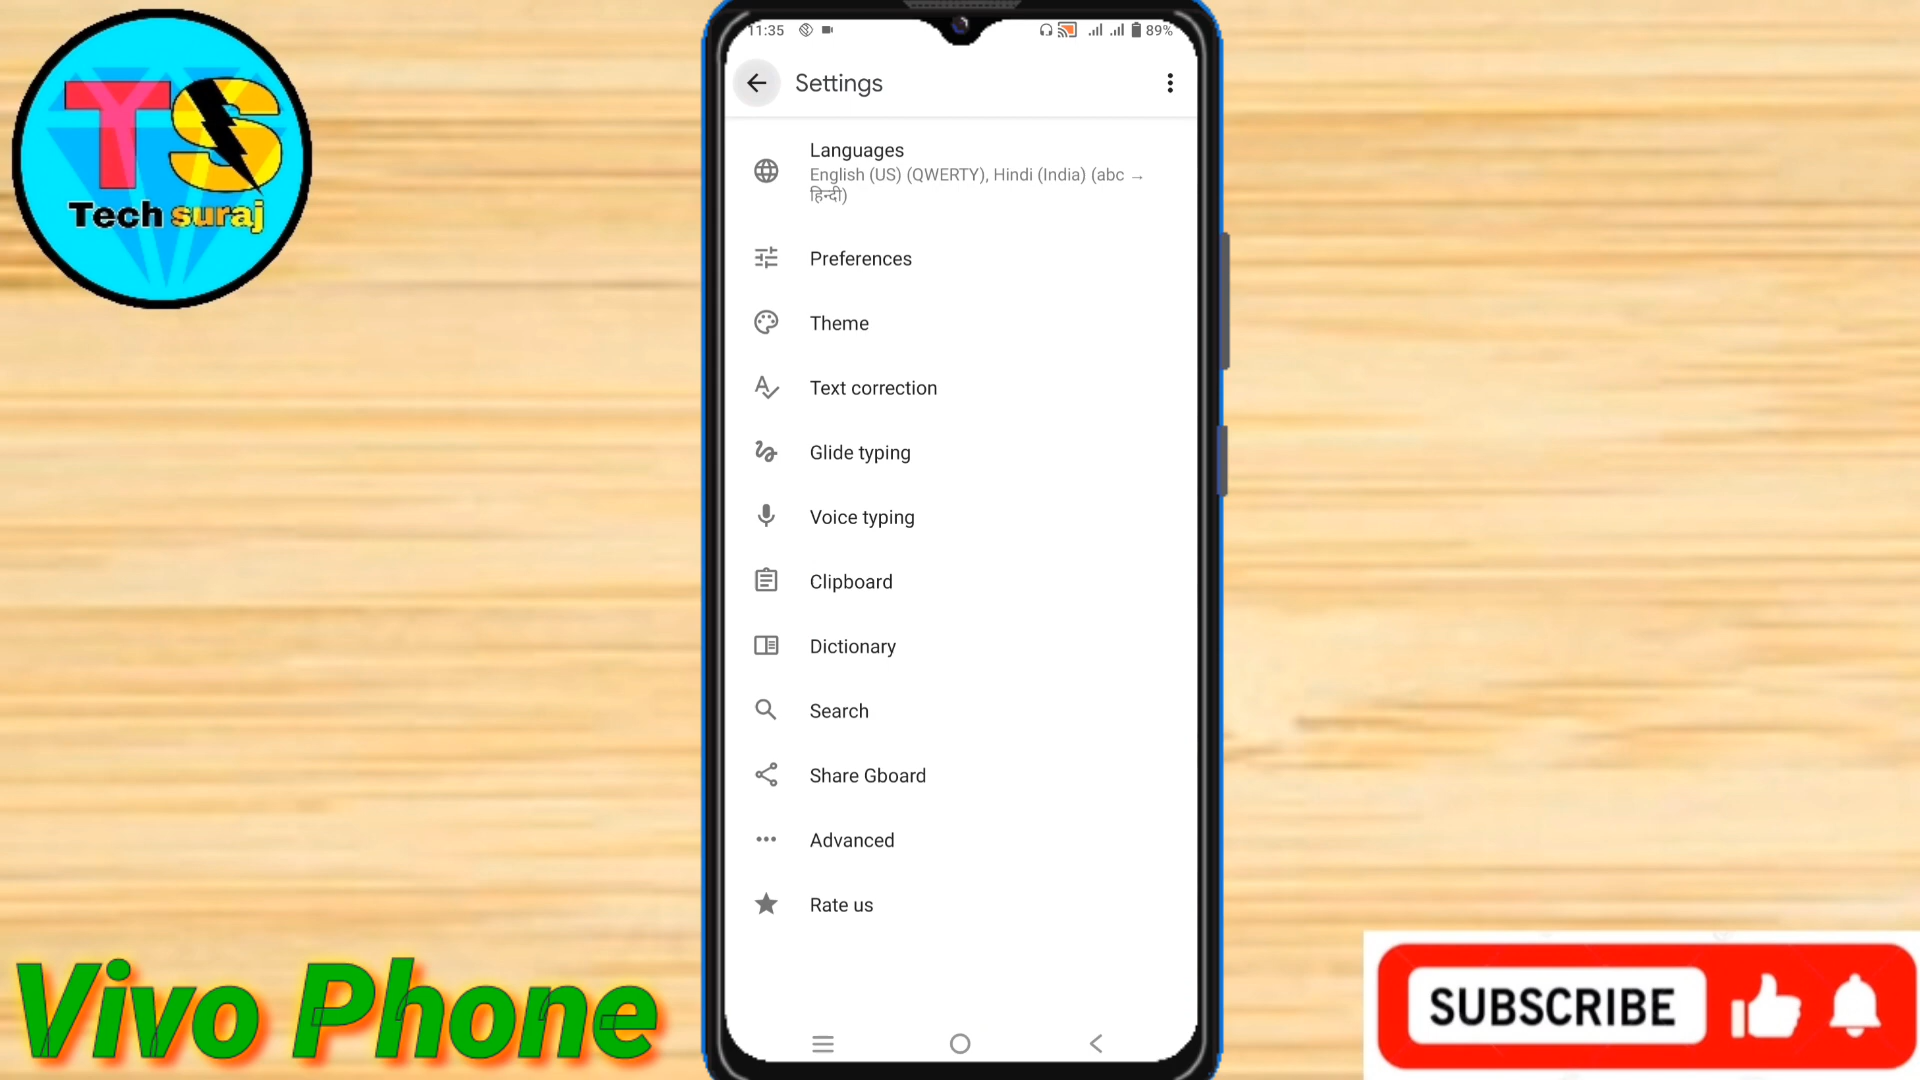 TS
Tech suraj
11:35
89%
Settings
Languages
English (US) (QWERTY), Hindi (India) (abc →
हिन्दी)
Preferences
Theme
Text correction
Glide typing
Voice typing
Clipboard
Dictionary
Search
Share Gboard
Advanced
Rate us
Vivo Phone
SUBSCRIBE